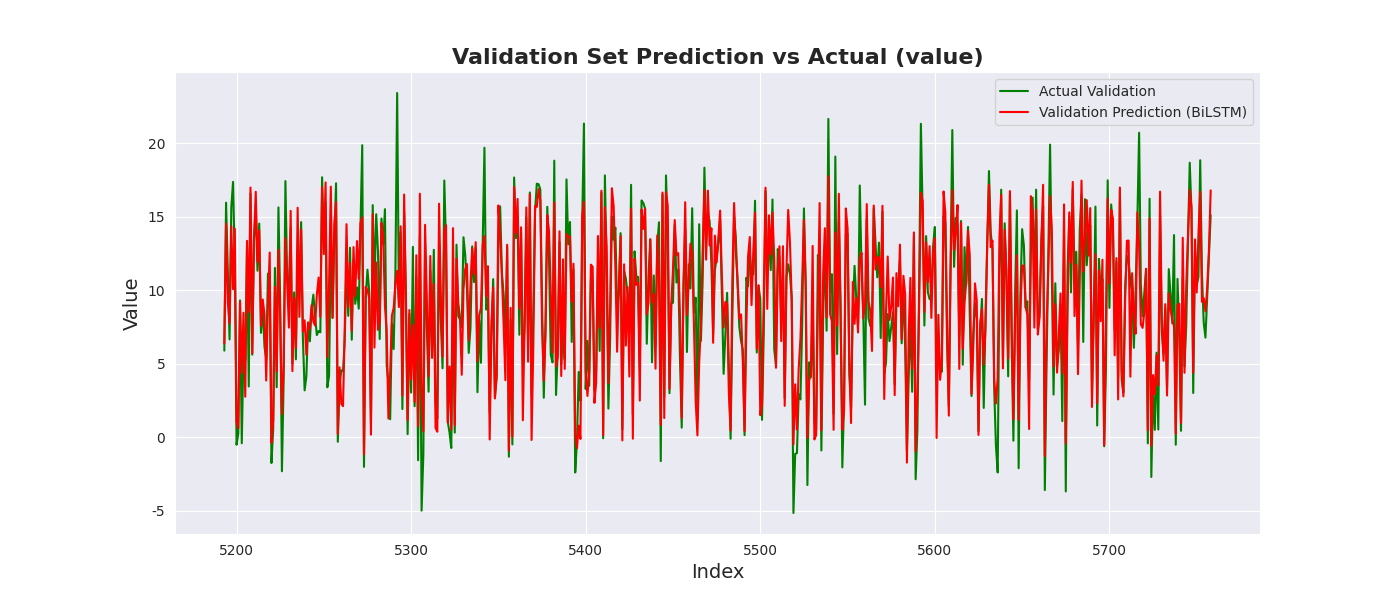 Validation Set Prediction vs Actual (value)
Actual Validation
Validation Prediction (BiLSTM)
Value
20
15
10
5
0
-5
5200 5300 5400 5500 5600 5700
Index